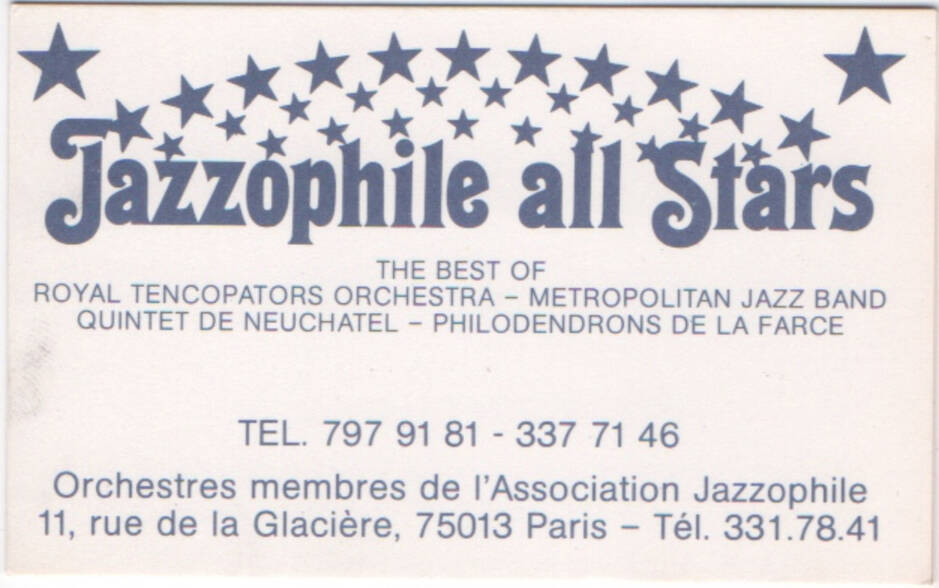 Jazzophile all Stars
THE BEST OF
ROYAL TENCOPATORS ORCHESTRA – METROPOLITAN JAZZ BAND
QUINTET DE NEUCHATEL – PHILODENDRONS DE LA FARCE
TEL. 797 91 81 - 337 71 46
Orchestres membres de l'Association Jazzophile
11, rue de la Glacière, 75013 Paris – Tél. 331.78.41